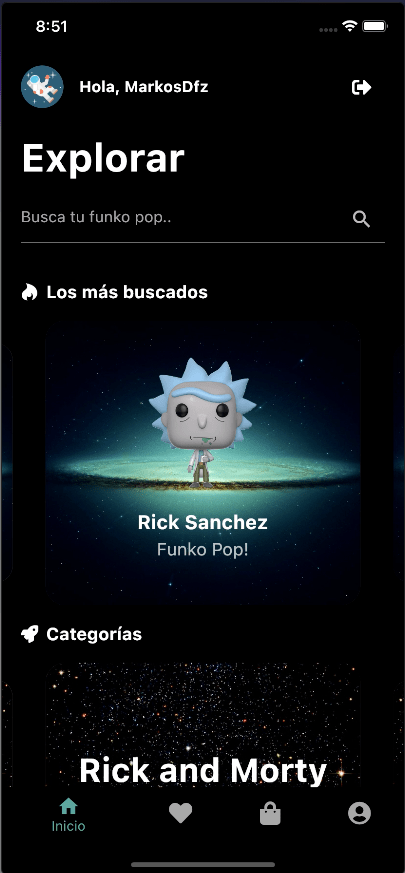 8:51
Hola, MarkosDfz
Explorar
Busca tu funko pop..
Los más buscados
Rick Sanchez
Funko Pop!
Categorías
Rick and Morty
Inicio